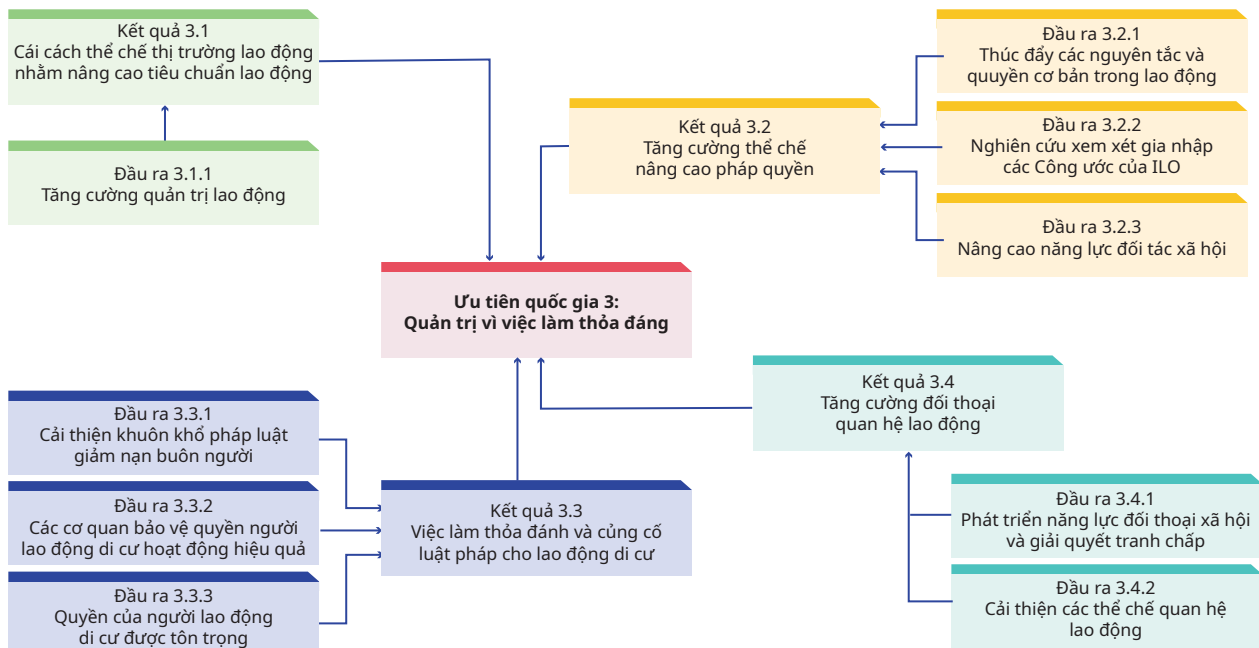 Kết quả 3.1
Cái cách thể chế thị trường lao động
nhằm nâng cao tiêu chuẩn lao động
Đầu ra 3.1.1
Tăng cường quản trị lao động
Kết quả 3.2
Tăng cường thể chế
nâng cao pháp quyền
Đầu ra 3.2.1
Thúc đẩy các nguyên tắc và
quuyền cơ bản trong lao động
Đầu ra 3.2.2
Nghiên cứu xem xét gia nhập
các Công ước của ILO
Đầu ra 3.2.3
Nâng cao năng lực đối tác xã hội
Ưu tiên quốc gia 3:
Quản trị vì việc làm thỏa đáng
Đầu ra 3.3.1
Cải thiện khuôn khổ pháp luật
giảm nạn buôn người
Đầu ra 3.3.2
Các cơ quan bảo vệ quyền người
lao động di cư hoạt động hiệu quả
Đầu ra 3.3.3
Quyền của người lao động
di cư được tôn trọng
Kết quả 3.3
Việc làm thỏa đánh và củng cố
luật pháp cho lao động di cư
Kết quả 3.4
Tăng cường đối thoại
quan hệ lao động
Đầu ra 3.4.1
Phát triển năng lực đối thoại xã hội
và giải quyết tranh chấp
Đầu ra 3.4.2
Cải thiện các thể chế quan hệ
lao động